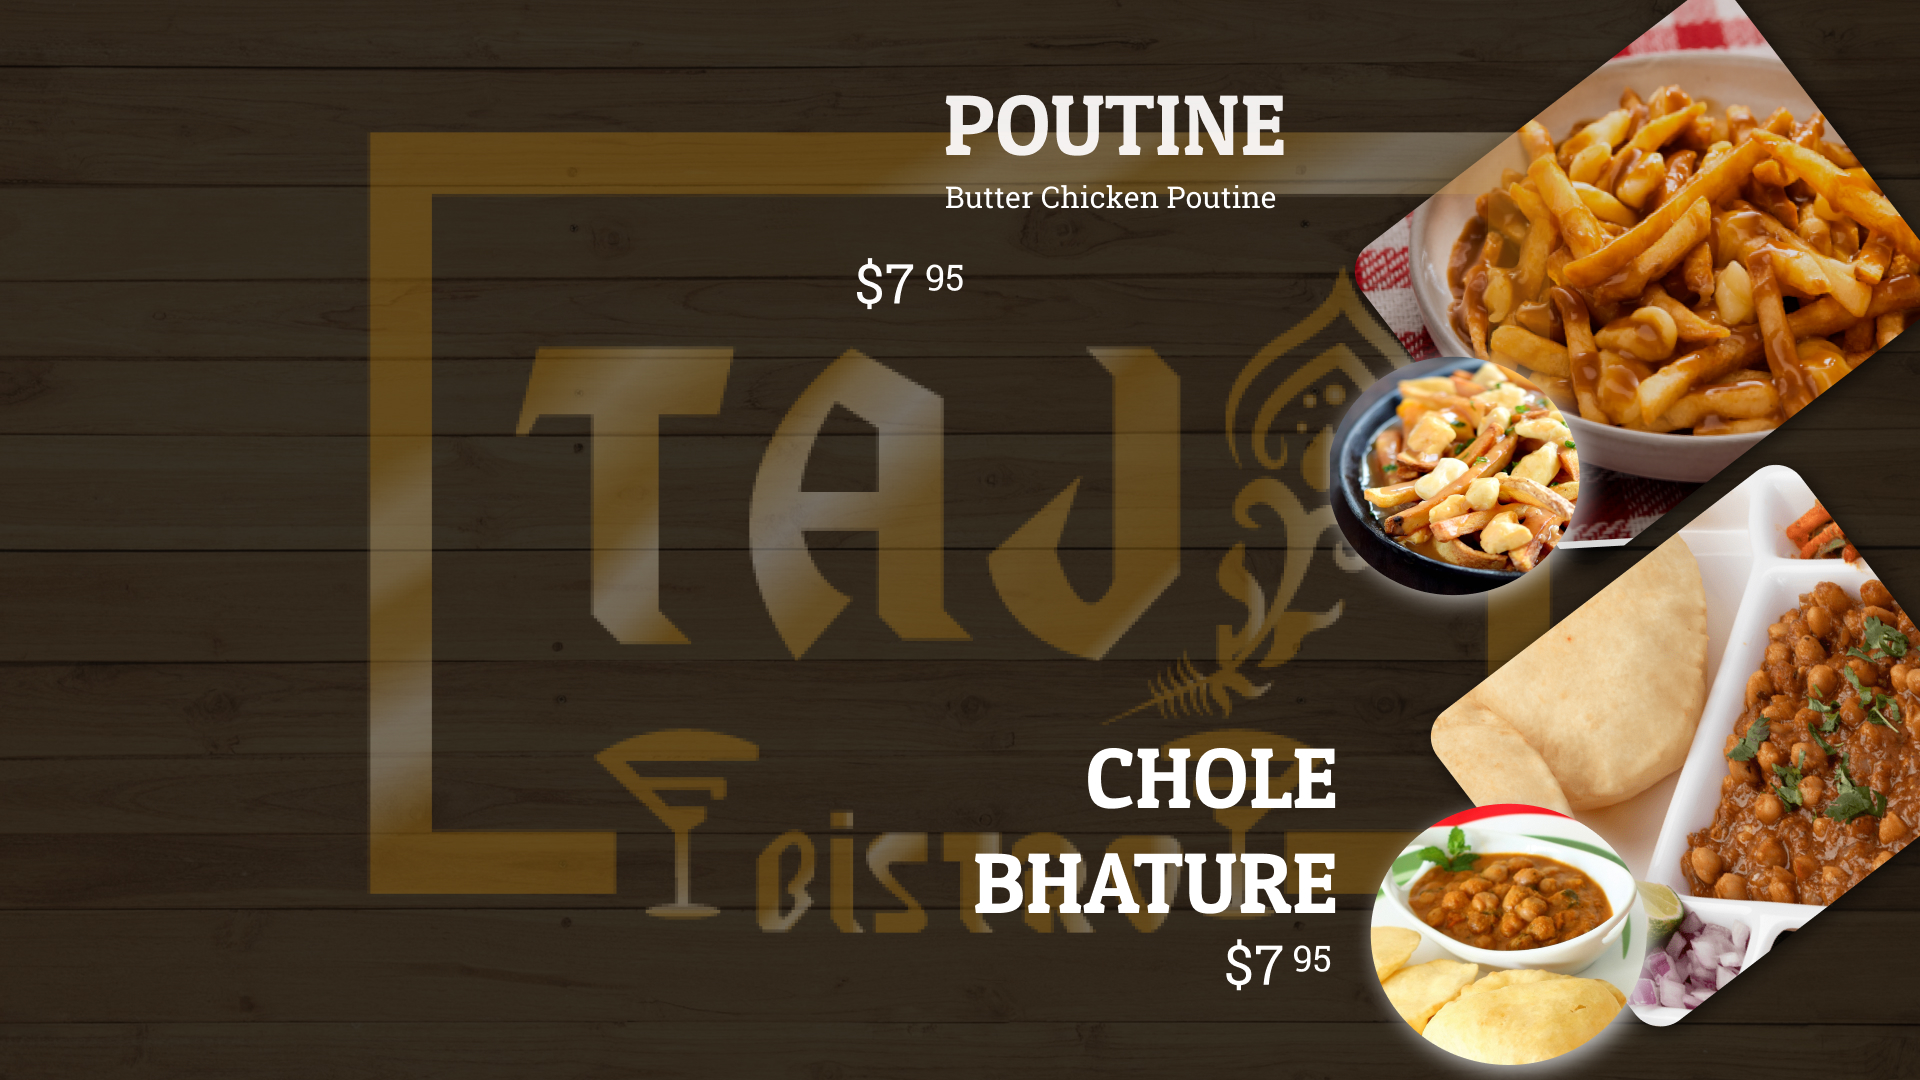 POUTINE
Butter Chicken Poutine
$7 95
TAJ
BISTRO
CHOLE
BHATURE
$7 95